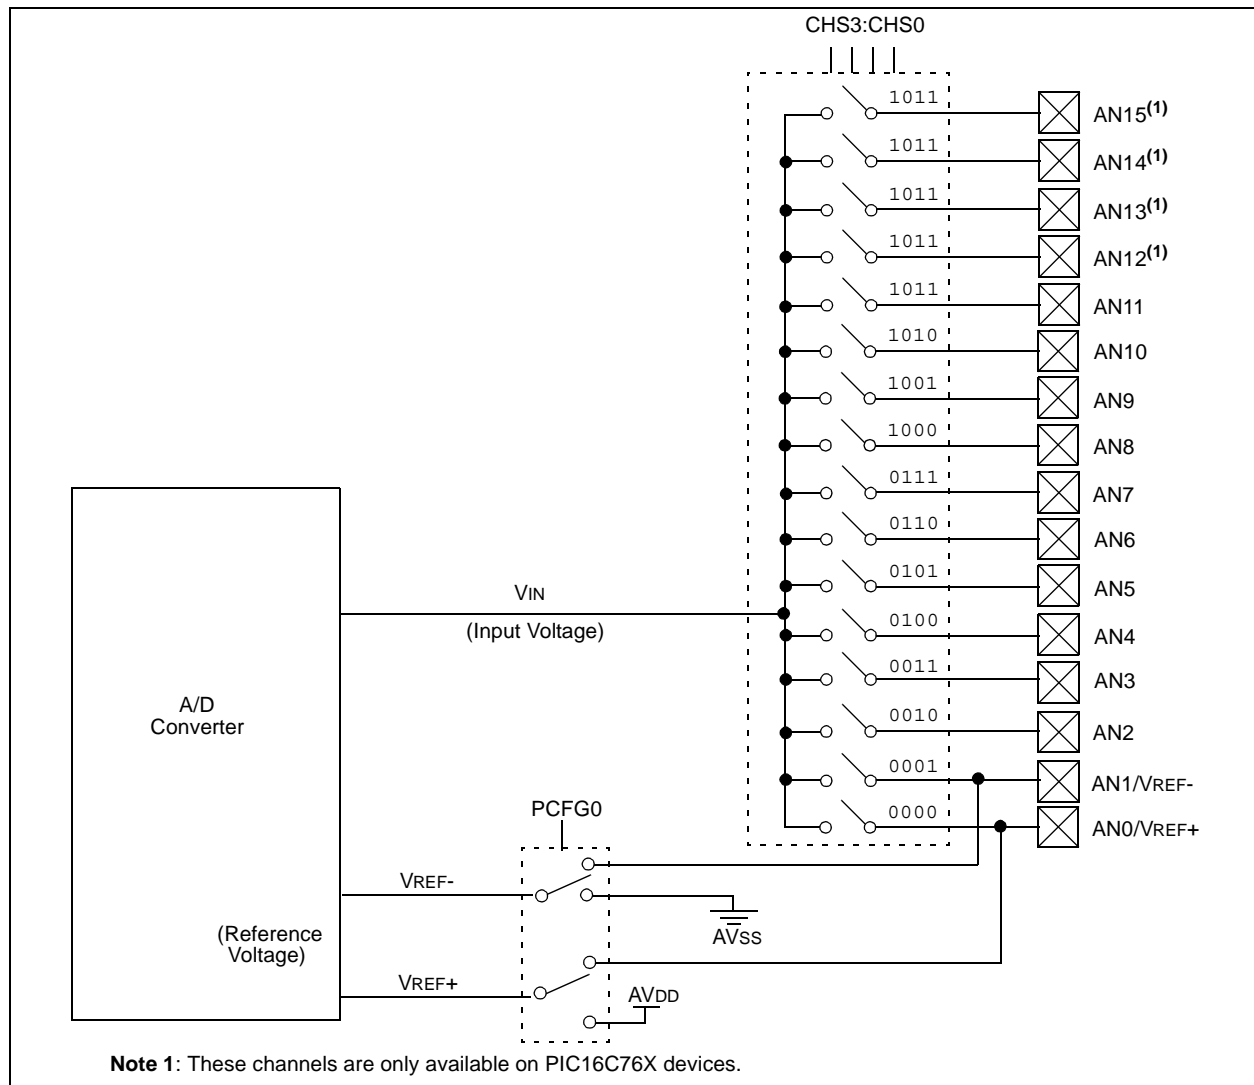 CHS3:CHS0
1011 AN15(1)
1011 AN14(1)
1011 AN13(1)
1011 AN12(1)
1011 AN11
1010 AN10
1001 AN9
1000 AN8
0111 AN7
0110 AN6
0101 AN5
VIN
(Input Voltage)
0100 AN4
0011 AN3
A/D
Converter
0010 AN2
0001 AN1/VREF-
0000 AN0/VREF+
PCFG0
VREF-
AVSS
(Reference
Voltage)
VREF+
AVDD
Note 1: These channels are only available on PIC16C76X devices.